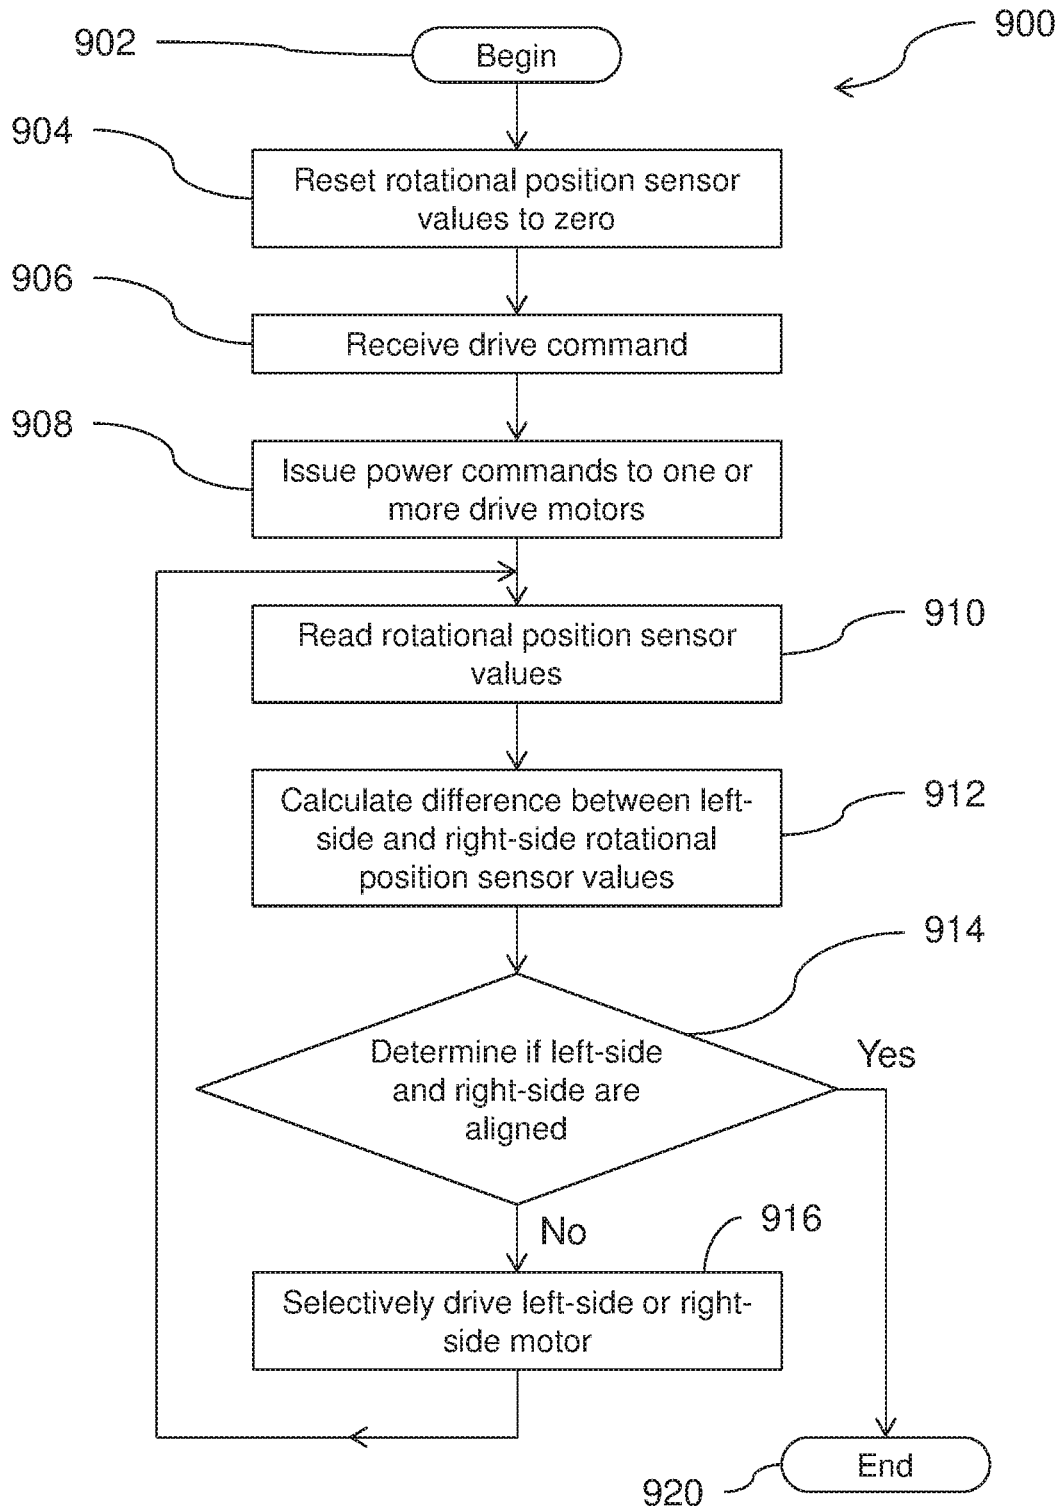 900
902
Begin
904
Reset rotational position sensor
values to zero
906
Receive drive command
908
Issue power commands to one or
more drive motors
910
Read rotational position sensor
values
912
Calculate difference between left-
side and right-side rotational
position sensor values
914
Determine if left-side
and right-side are
aligned
Yes
No
916
Selectively drive left-side or right-
side motor
End
920